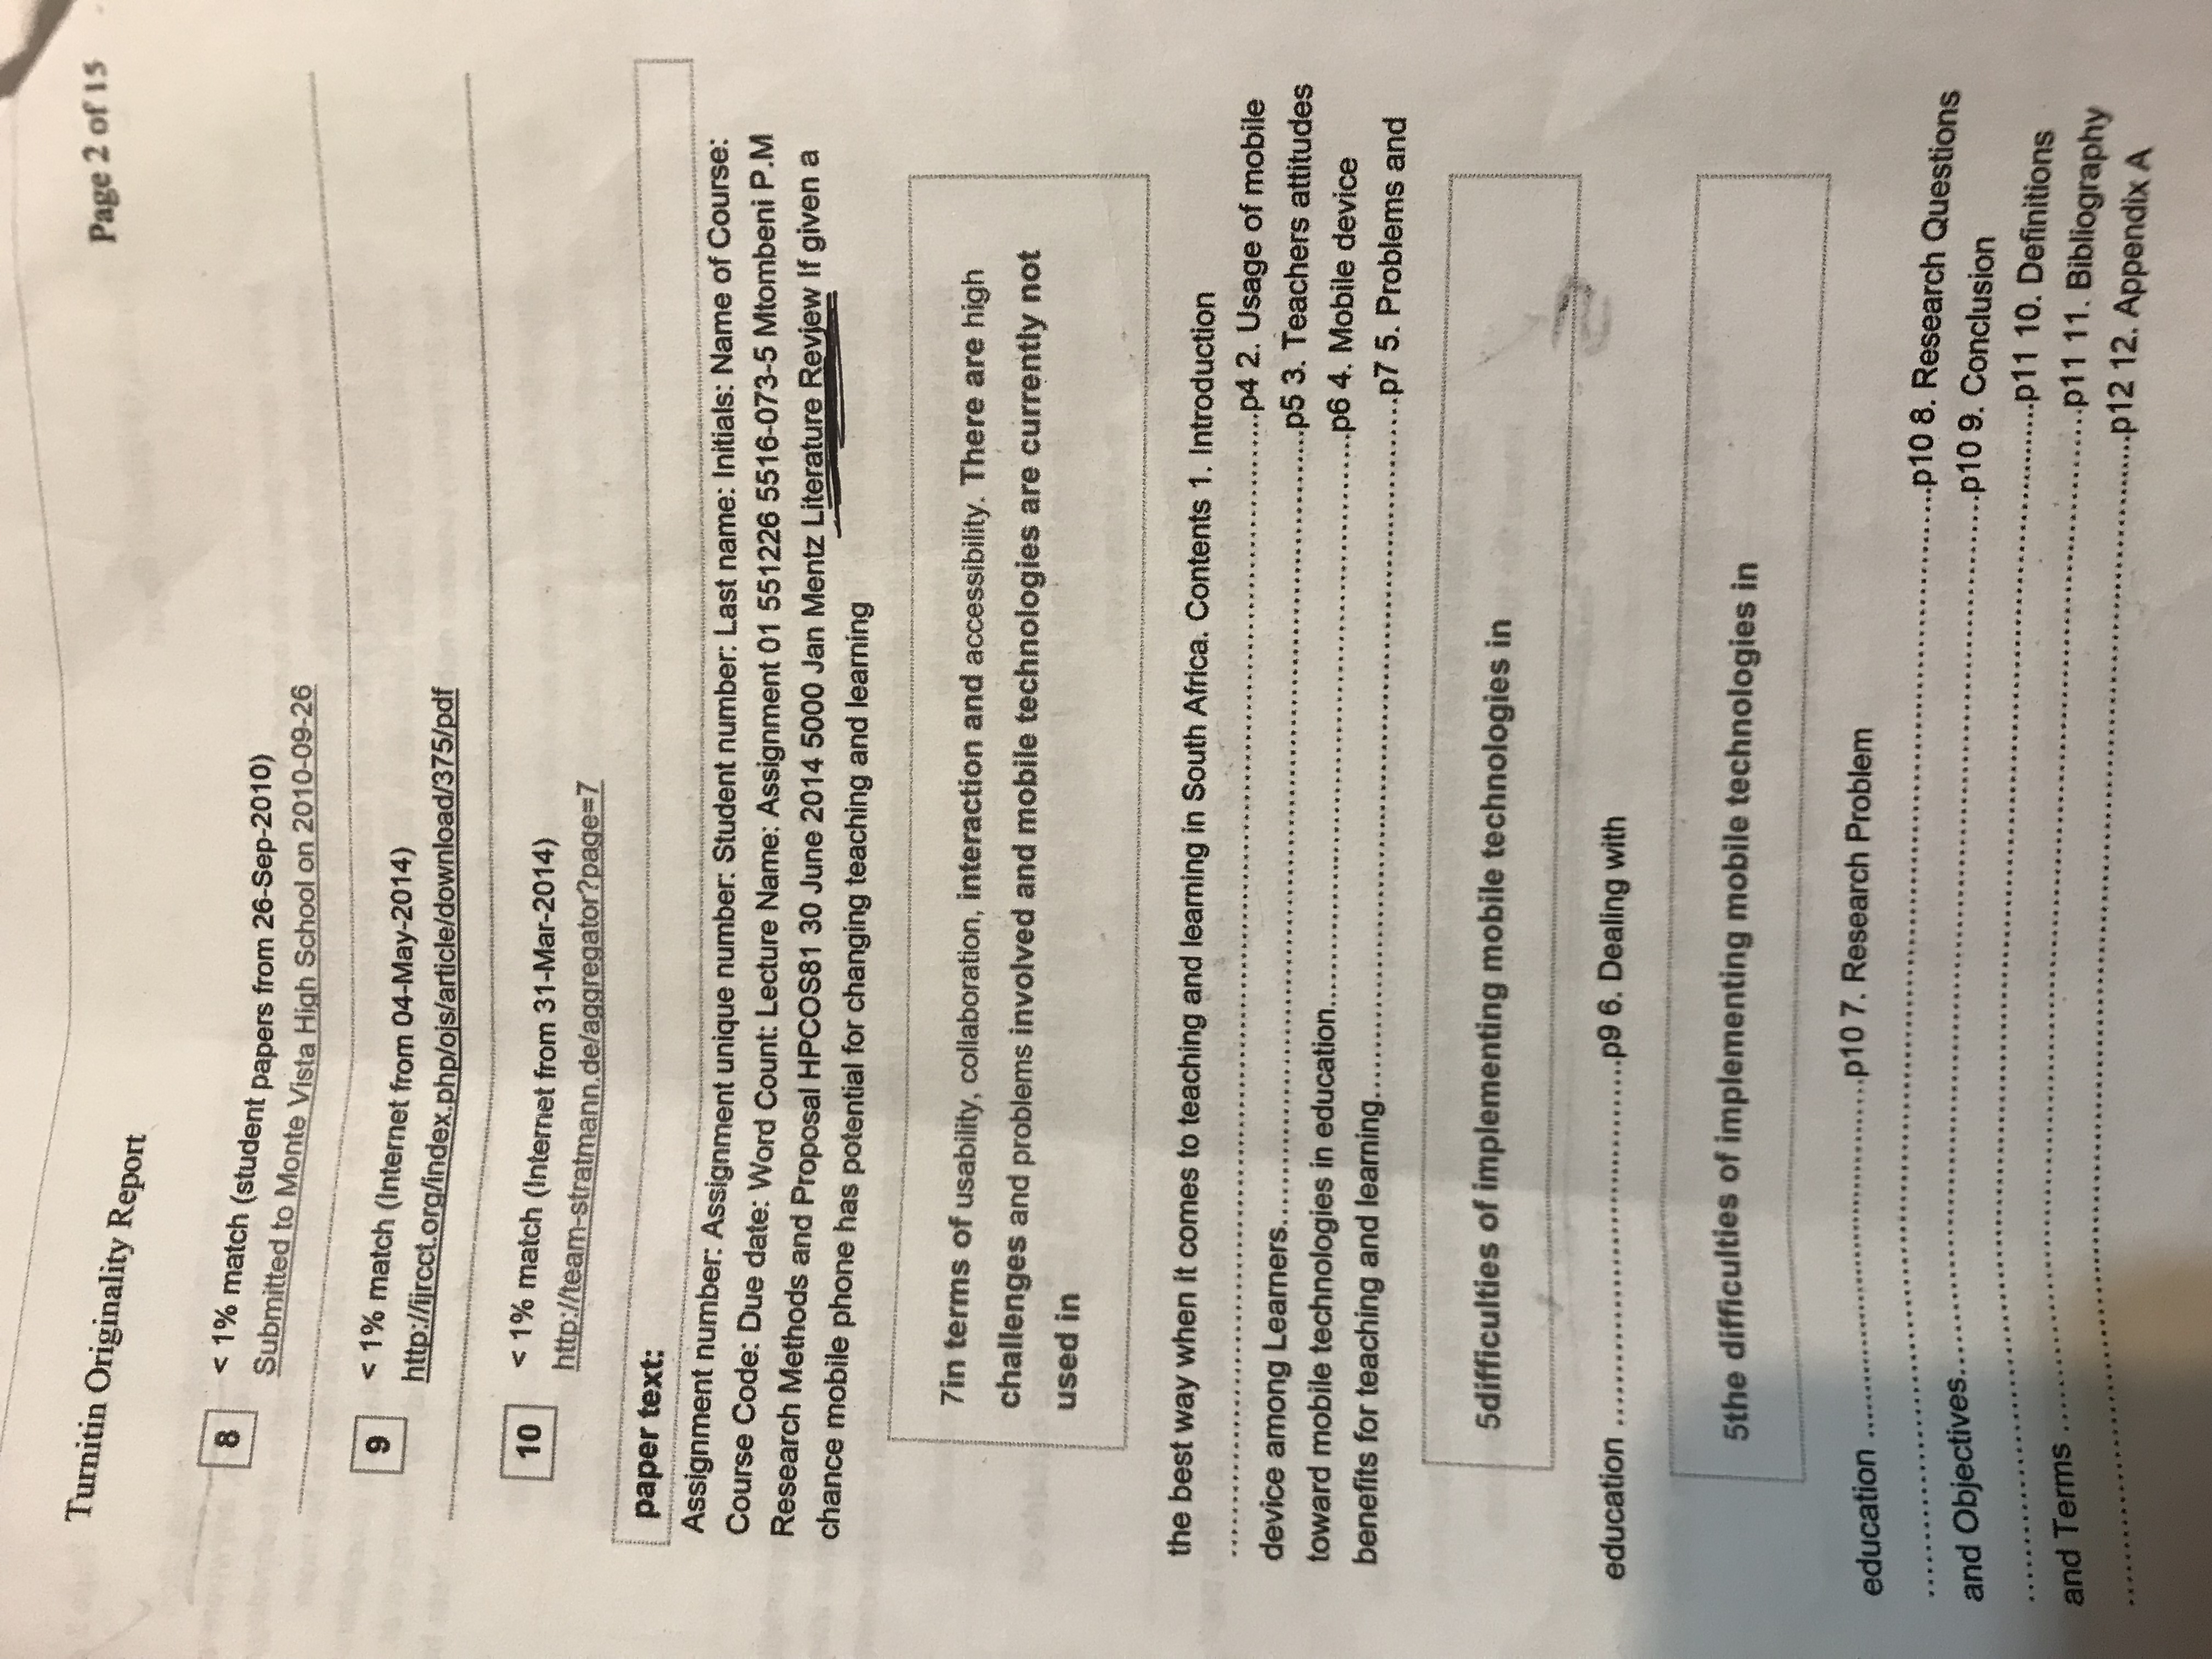 Turnitin Originality Report
Page 2 of 15
8
< 1% match (student papers from 26-Sep-2010)
Submitted to Monte Vista High School on 2010-09-26
9
< 1% match (Internet from 04-May-2014)
http://ijrcct.org/index.php/ojs/article/download/375/pdf
10
< 1% match (Internet from 31-Mar-2014)
http://team-stratmann.de/aggregator?page=7
paper text:
Assignment number: Assignment unique number: Student number: Last name: Initials: Name of Course:
Course Code: Due date: Word Count: Lecture Name: Assignment 01 551226 5516-073-5 Mtombeni P.M
Research Methods and Proposal HPCOS81 30 June 2014 5000 Jan Mentz Literature Review If given a
chance mobile phone has potential for changing teaching and learning
7in terms of usability, collaboration, interaction and accessibility. There are high
challenges and problems involved and mobile technologies are currently not
used in
the best way when it comes to teaching and learning in South Africa. Contents 1. Introduction
..........................................................................................................p4 2. Usage of mobile
device among Learners..........................................................................p5 3. Teachers attitudes
toward mobile technologies in education.....................................................p6 4. Mobile device
benefits for teaching and learning................................................................p7 5. Problems and
5difficulties of implementing mobile technologies in
education ..................................p9 6. Dealing with
5the difficulties of implementing mobile technologies in
education .................................p10 7. Research Problem
....................................................................................................p10 8. Research Questions
and Objectives................................................................................p10 9. Conclusion
..........................................................................................................p11 10. Definitions
and Terms ............................................................................................p11 11. Bibliography
.......................................................................................................p12 12. Appendix A